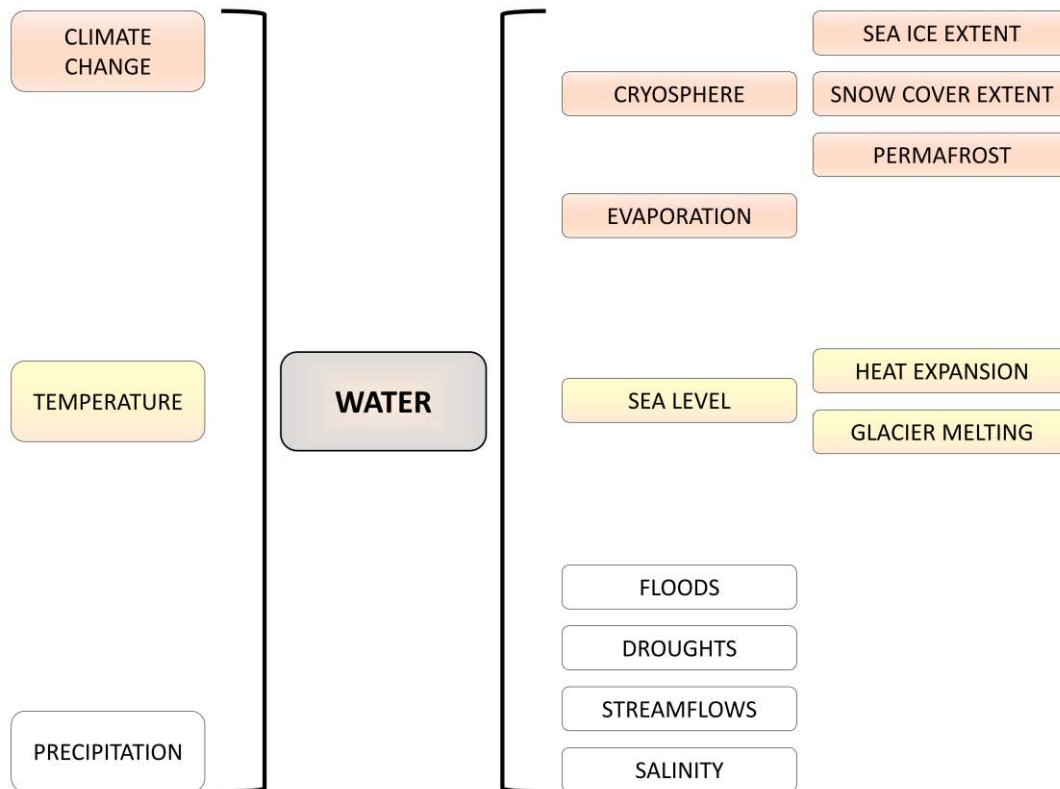 CLIMATE
CHANGE
TEMPERATURE
PRECIPITATION
WATER
CRYOSPHERE
EVAPORATION
SEA LEVEL
FLOODS
DROUGHTS
STREAMFLOWS
SALINITY
SEA ICE EXTENT
SNOW COVER EXTENT
PERMAFROST
HEAT EXPANSION
GLACIER MELTING